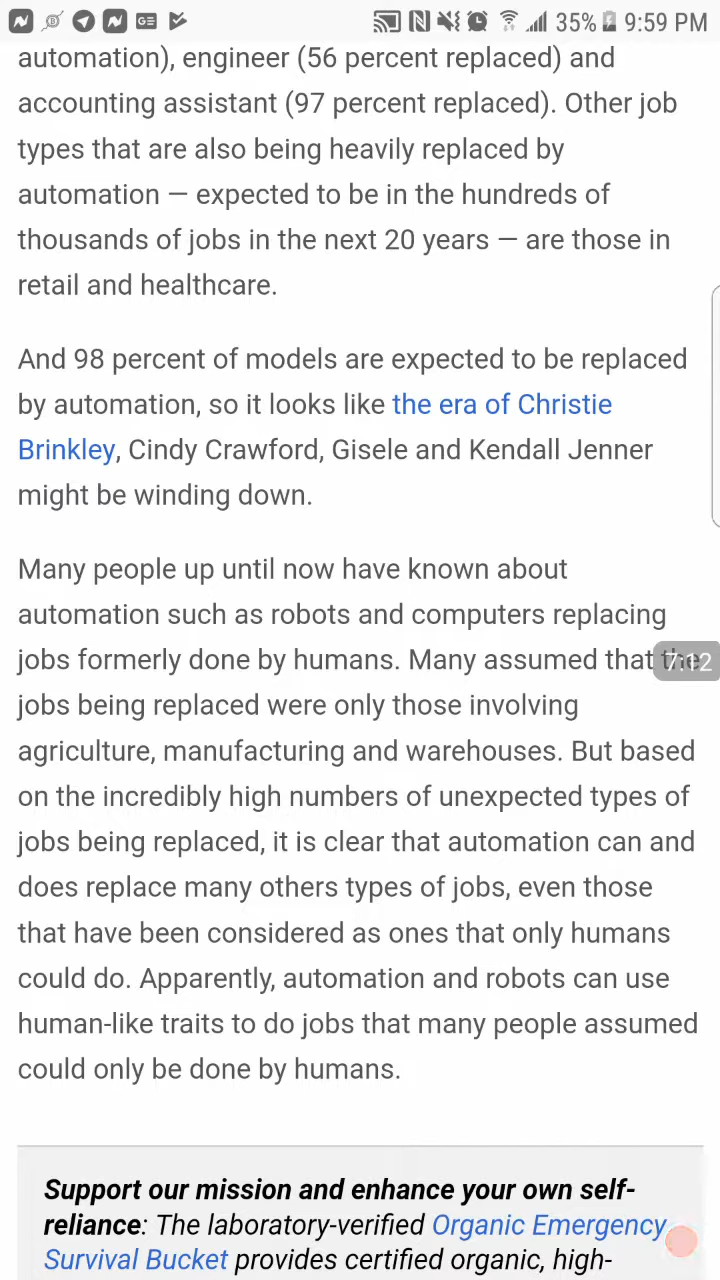 35% 9:59 PM
automation), engineer (56 percent replaced) and
accounting assistant (97 percent replaced). Other job
types that are also being heavily replaced by
automation — expected to be in the hundreds of
thousands of jobs in the next 20 years — are those in
retail and healthcare.
And 98 percent of models are expected to be replaced
by automation, so it looks like the era of Christie
Brinkley, Cindy Crawford, Gisele and Kendall Jenner
might be winding down.
Many people up until now have known about
automation such as robots and computers replacing
jobs formerly done by humans. Many assumed that the
7:12
jobs being replaced were only those involving
agriculture, manufacturing and warehouses. But based
on the incredibly high numbers of unexpected types of
jobs being replaced, it is clear that automation can and
does replace many others types of jobs, even those
that have been considered as ones that only humans
could do. Apparently, automation and robots can use
human-like traits to do jobs that many people assumed
could only be done by humans.
Support our mission and enhance your own self-
reliance: The laboratory-verified Organic Emergency
Survival Bucket provides certified organic, high-